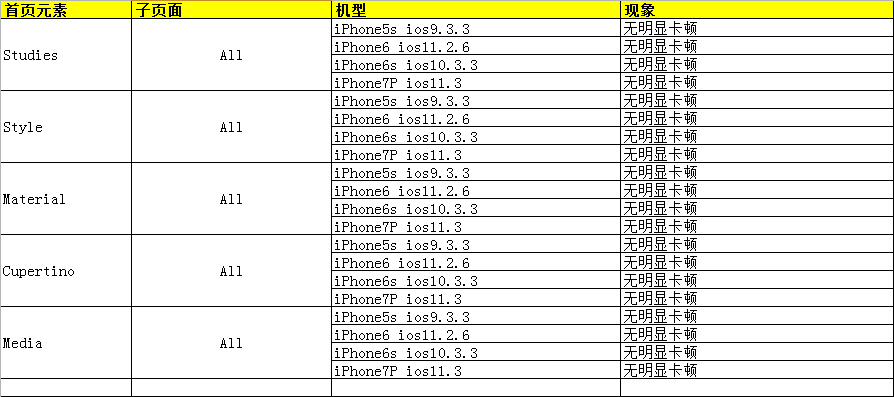 首页元素 子页面 机型 现象
iPhone5s ios9.3.3 无明显卡顿
iPhone6 ios11.2.6 无明显卡顿
Studies All
iPhone6s ios10.3.3 无明显卡顿
iPhone7P ios11.3 无明显卡顿
iPhone5s ios9.3.3 无明显卡顿
iPhone6 ios11.2.6 无明显卡顿
Style All
iPhone6s ios10.3.3 无明显卡顿
iPhone7P ios11.3 无明显卡顿
iPhone5s ios9.3.3 无明显卡顿
iPhone6 ios11.2.6 无明显卡顿
Material All
iPhone6s ios10.3.3 无明显卡顿
iPhone7P ios11.3 无明显卡顿
iPhone5s ios9.3.3 无明显卡顿
iPhone6 ios11.2.6 无明显卡顿
Cupertino All
iPhone6s ios10.3.3 无明显卡顿
iPhone7P ios11.3 无明显卡顿
iPhone5s ios9.3.3 无明显卡顿
iPhone6 ios11.2.6 无明显卡顿
Media All
iPhone6s ios10.3.3 无明显卡顿
iPhone7P ios11.3 无明显卡顿